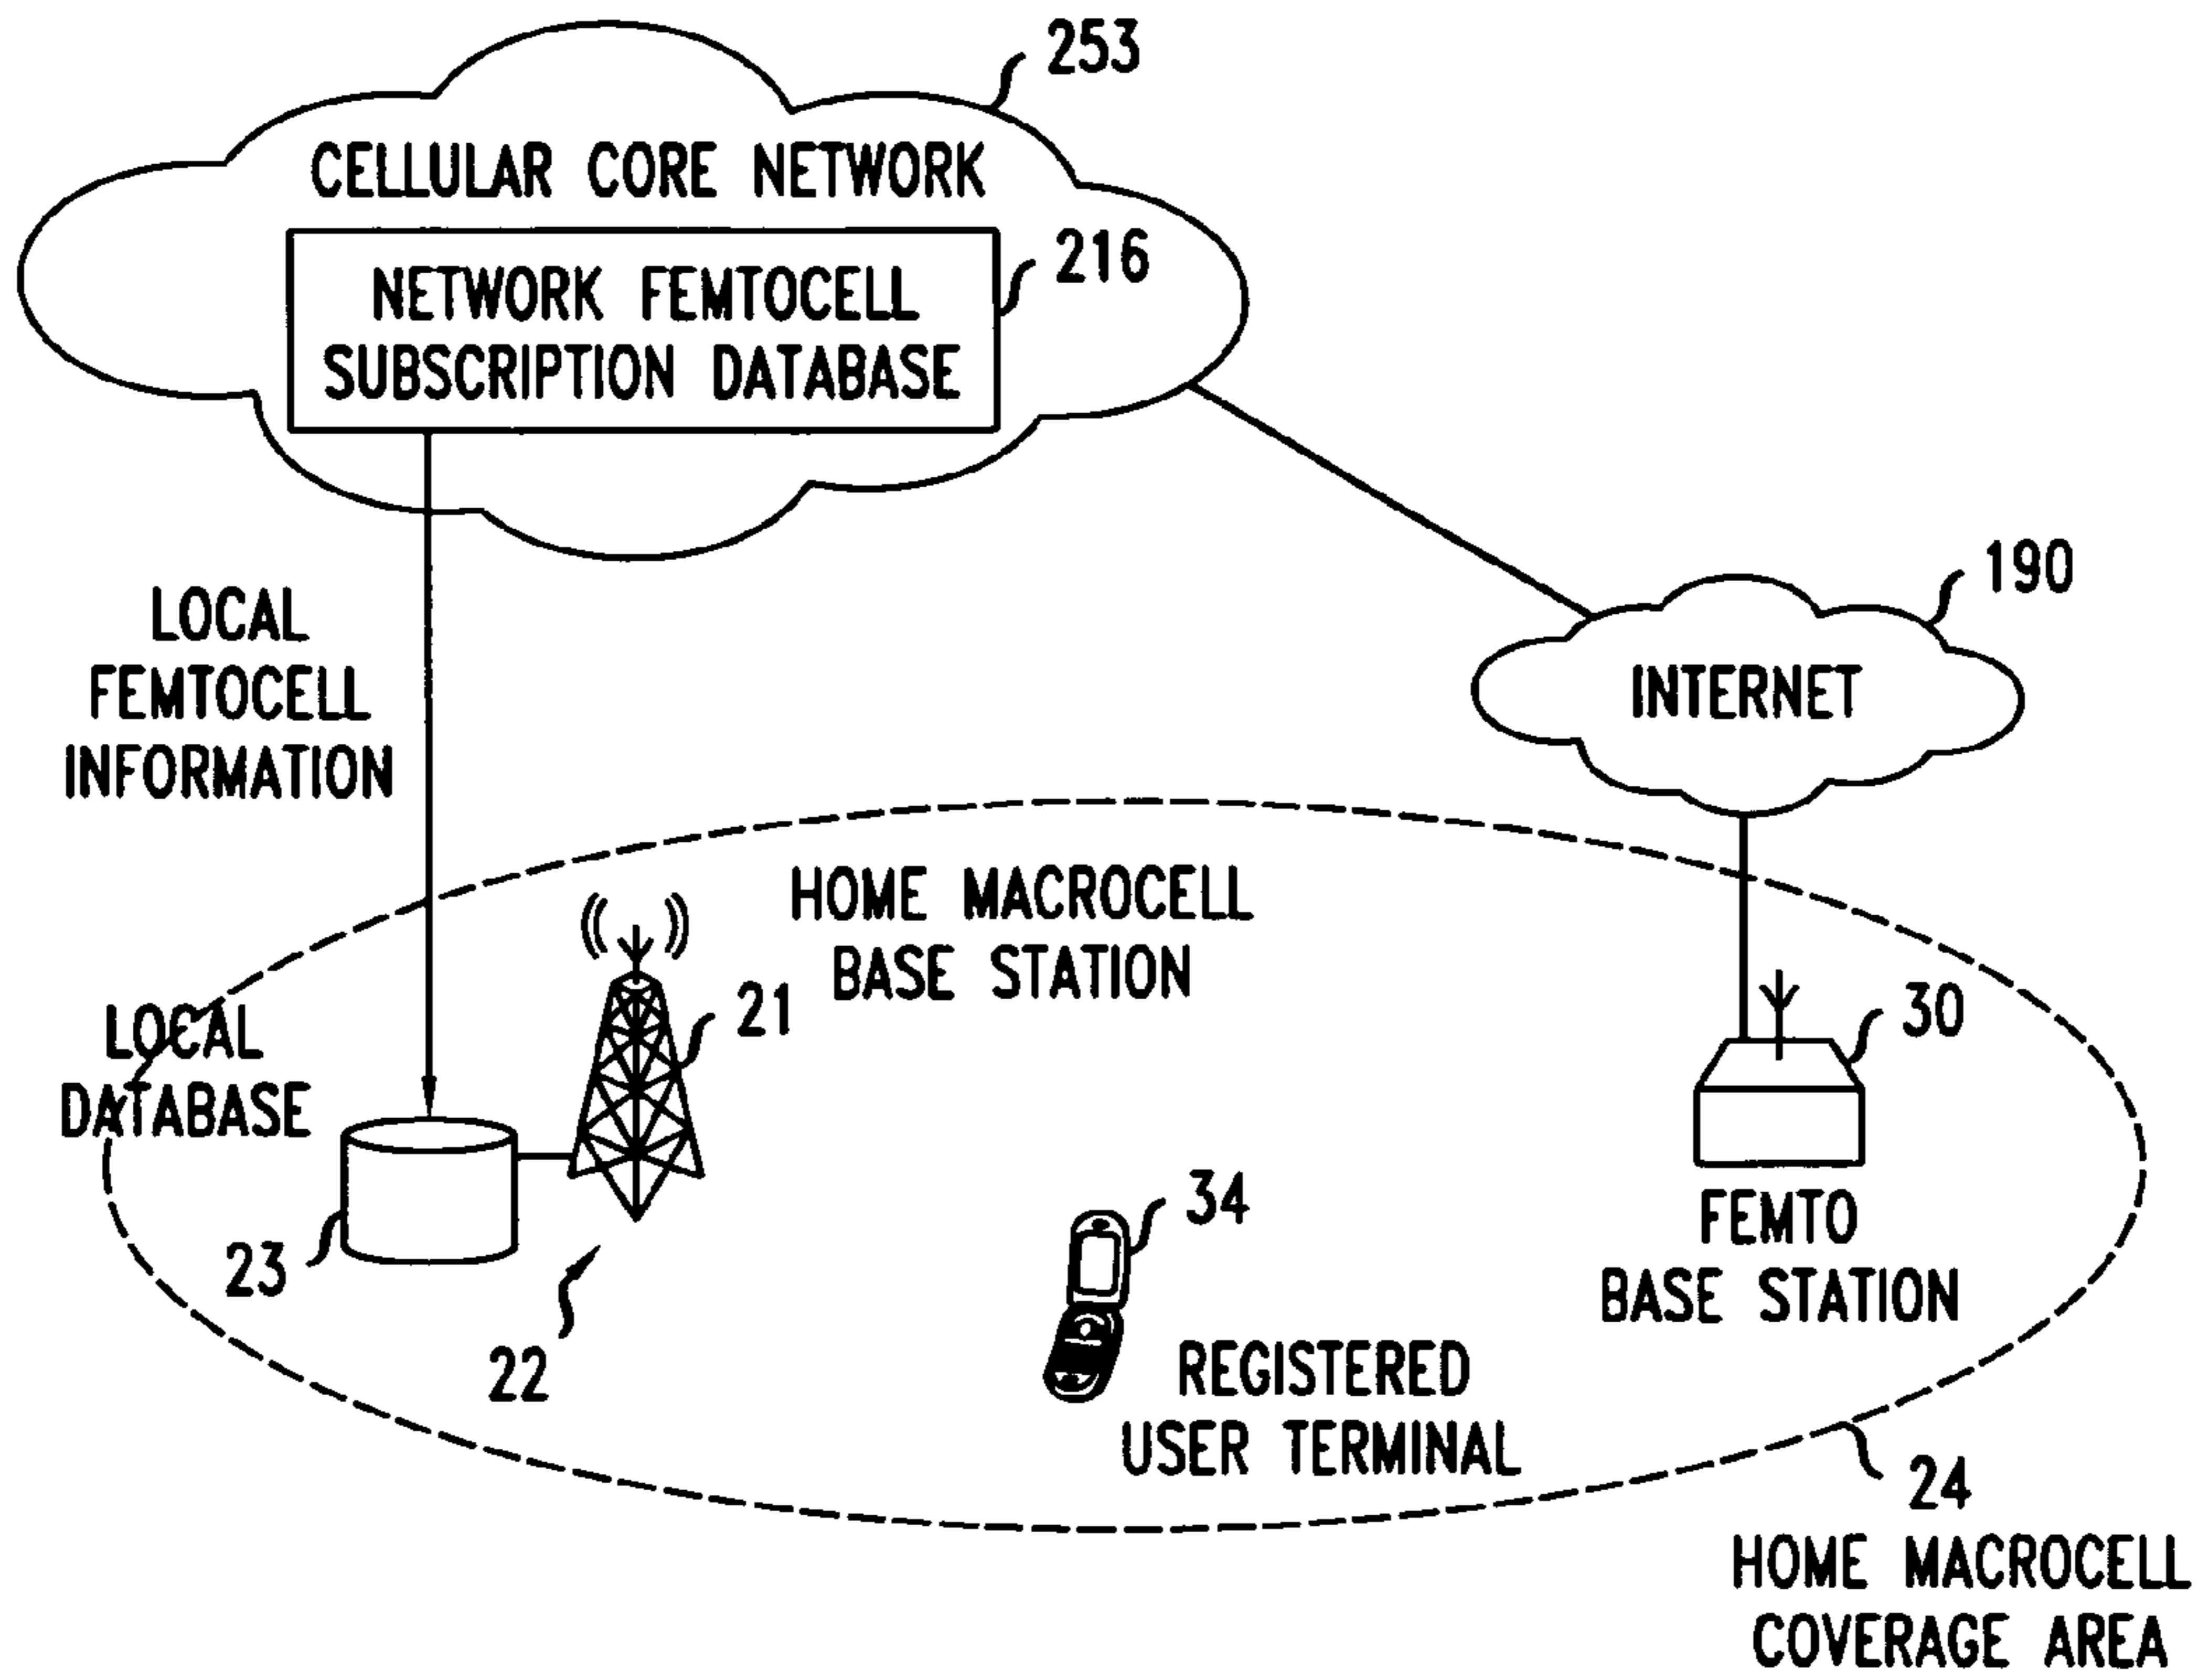 253
CELLULAR CORE NETWORK
216
NETWORK FEMTOCELL
SUBSCRIPTION DATABASE
190
INTERNET
LOCAL
FEMTOCELL
INFORMATION
HOME MACROCELL
BASE STATION
21
30
LOCAL
DATABASE
23
22
34
FEMTO
BASE STATION
REGISTERED
USER TERMINAL
24
HOME MACROCELL
COVERAGE AREA